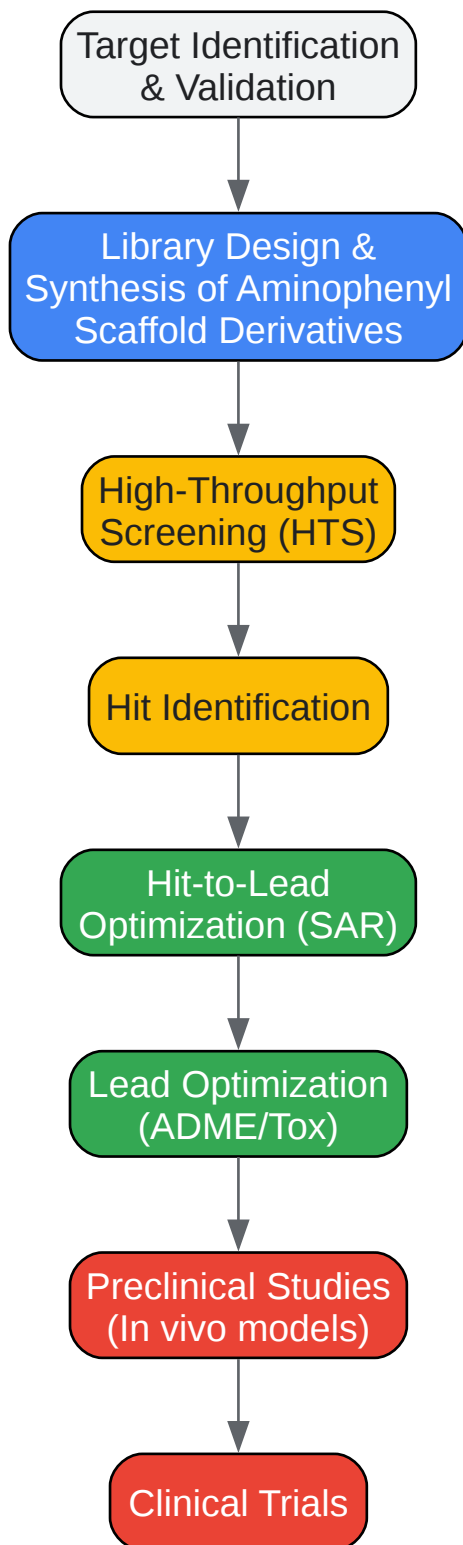 Target Identification
& Validation
Library Design &
Synthesis of Aminophenyl
Scaffold Derivatives
High-Throughput
Screening (HTS)
Hit Identification
Hit-to-Lead
Optimization (SAR)
Lead Optimization
(ADME/Tox)
Preclinical Studies
(In vivo models)
Clinical Trials